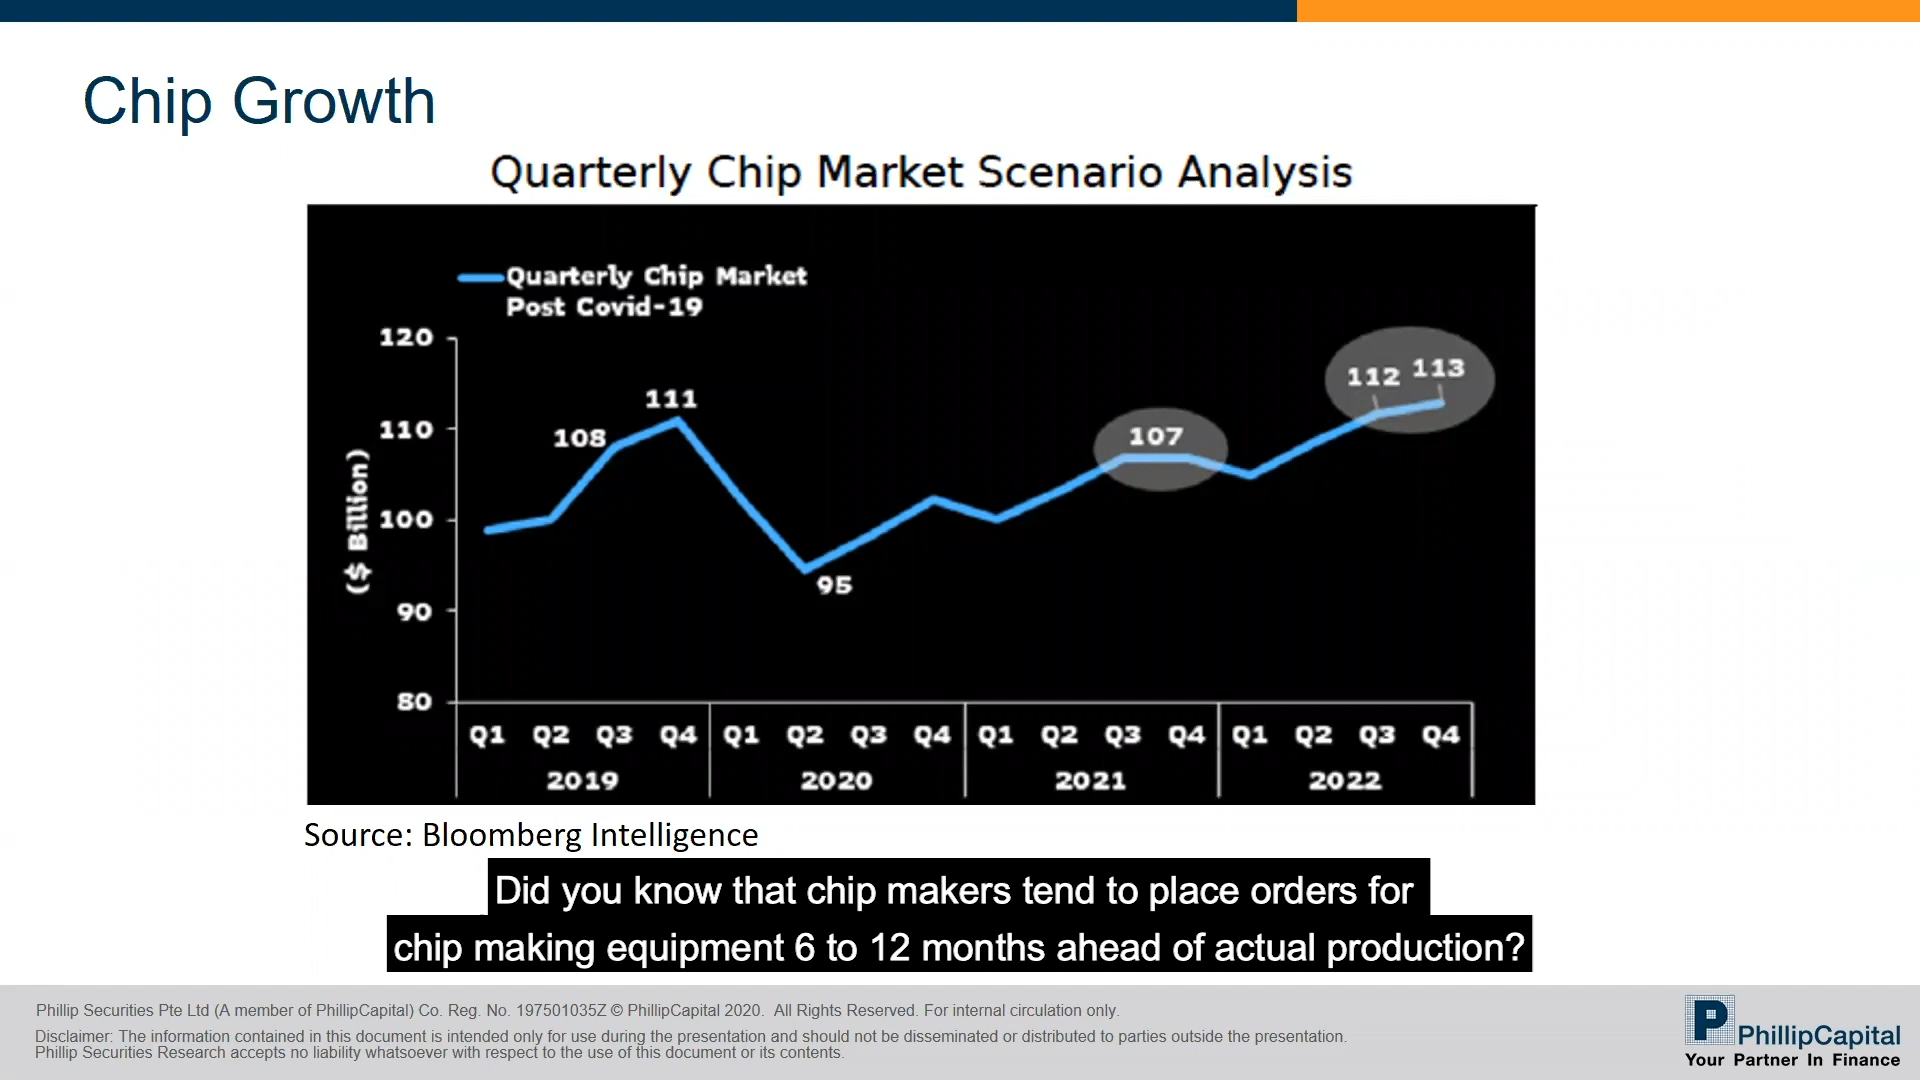 Chip Growth
Quarterly Chip Market Scenario Analysis
Quarterly Chip Market
Post Covid-19
($ Billion)
120
110
100
90
80
108
111
95
107
112
113
Q1 Q2 Q3 Q4 Q1 Q2 Q3 Q4 Q1 Q2 Q3 Q4 Q1 Q2 Q3 Q4
2019 2020 2021 2022
Source: Bloomberg Intelligence
Did you know that chip makers tend to place orders for
chip making equipment 6 to 12 months ahead of actual production?
Phillip Securities Pte Ltd (A member of PhillipCapital) Co. Reg. No. 197501035Z © PhillipCapital 2020. All Rights Reserved. For internal circulation only.
Disclaimer: The information contained in this document is intended only for use during the presentation and should not be disseminated or distributed to parties outside the presentation.
Phillip Securities Research accepts no liability whatsoever with respect to the use of this document or its contents.
P
PhillipCapital
Your Partner In Finance